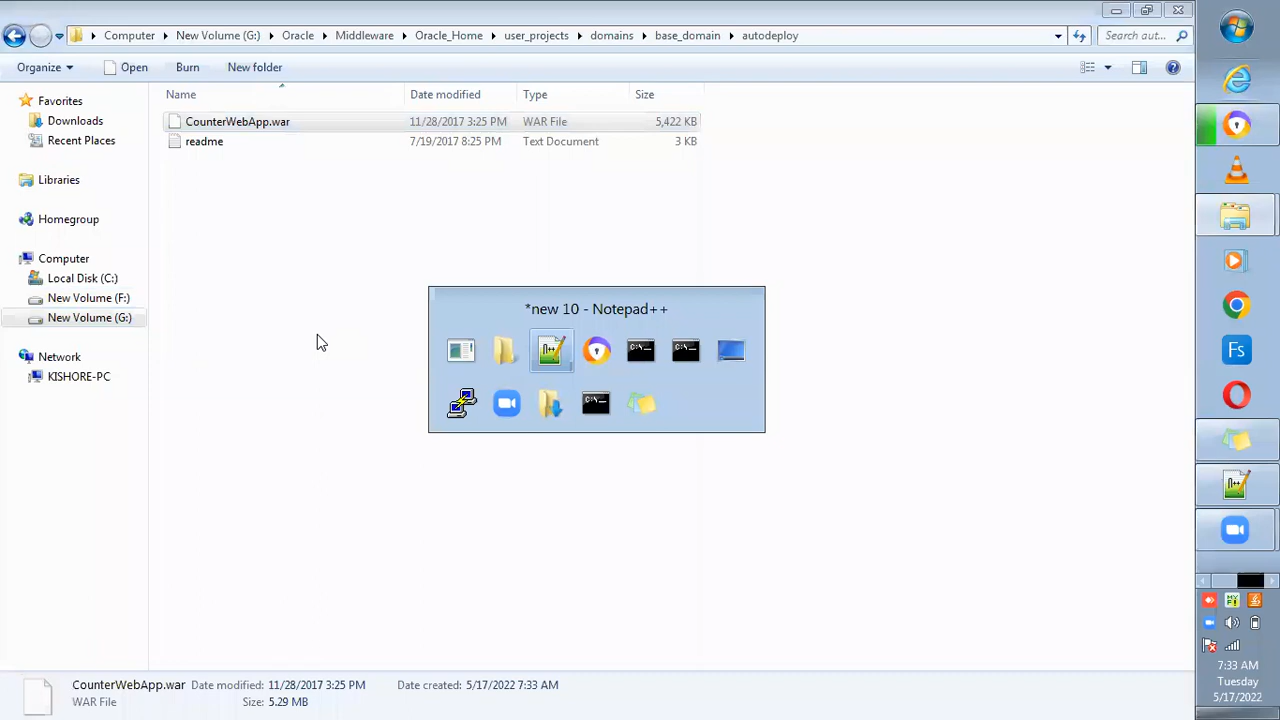 Computer New Volume (G:) Oracle Middleware Oracle_Home user_projects domains base_domain autodeploy Search aut...
Organize Open Burn New folder
Favorites
Downloads
Recent Places
Libraries
Homegroup
Computer
Local Disk (C:)
New Volume (F:)
New Volume (G:)
Network
KISHORE-PC
Name Date modified Type Size
CounterWebApp.war 11/28/2017 3:25 PM WAR File 5,422 KB
readme 7/19/2017 8:25 PM Text Document 3 KB
*new 10 - Notepad++
CounterWebApp.war Date modified: 11/28/2017 3:25 PM Date created: 5/17/2022 7:33 AM
WAR File Size: 5.29 MB
Fs
7:33 AM
Tuesday
5/17/2022